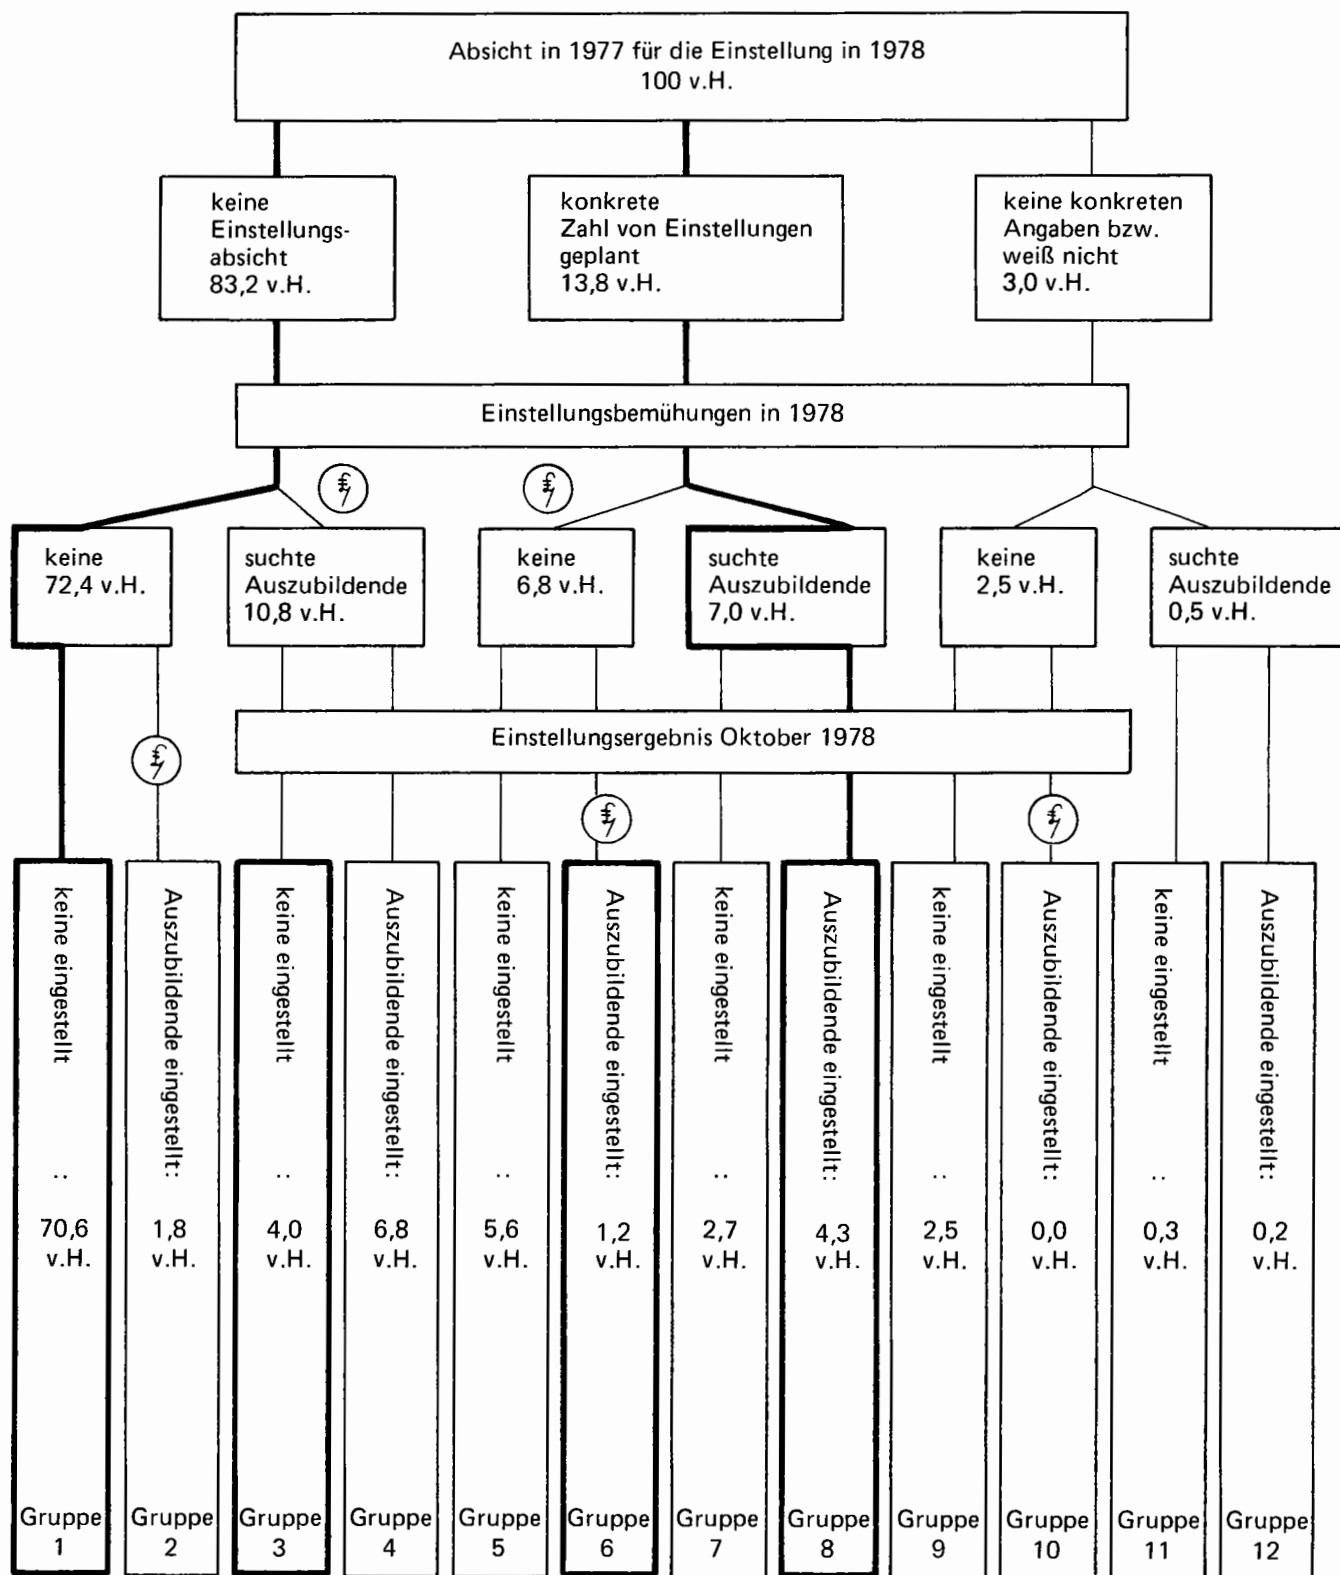 Absicht in 1977 für die Einstellung in 1978
100 v.H.
keine
Einstellungs-
absicht
83,2 v.H.
konkrete
Zahl von Einstellungen
geplant
13,8 v.H.
keine konkreten
Angaben bzw.
weiß nicht
3,0 v.H.
Einstellungsbemühungen in 1978
keine
72,4 v.H.
suchte
Auszubildende
10,8 v.H.
keine
6,8 v.H.
suchte
Auszubildende
7,0 v.H.
keine
2,5 v.H.
suchte
Auszubildende
0,5 v.H.
Einstellungsergebnis Oktober 1978
keine eingestellt :
70,6
v.H.
Gruppe
1
Auszubildende eingestellt:
1,8
v.H.
Gruppe
2
keine eingestellt :
4,0
v.H.
Gruppe
3
Auszubildende eingestellt:
6,8
v.H.
Gruppe
4
keine eingestellt :
5,6
v.H.
Gruppe
5
Auszubildende eingestellt:
1,2
v.H.
Gruppe
6
keine eingestellt :
2,7
v.H.
Gruppe
7
Auszubildende eingestellt:
4,3
v.H.
Gruppe
8
keine eingestellt :
2,5
v.H.
Gruppe
9
Auszubildende eingestellt:
0,0
v.H.
Gruppe
10
keine eingestellt :
0,3
v.H.
Gruppe
11
Auszubildende eingestellt:
0,2
v.H.
Gruppe
12